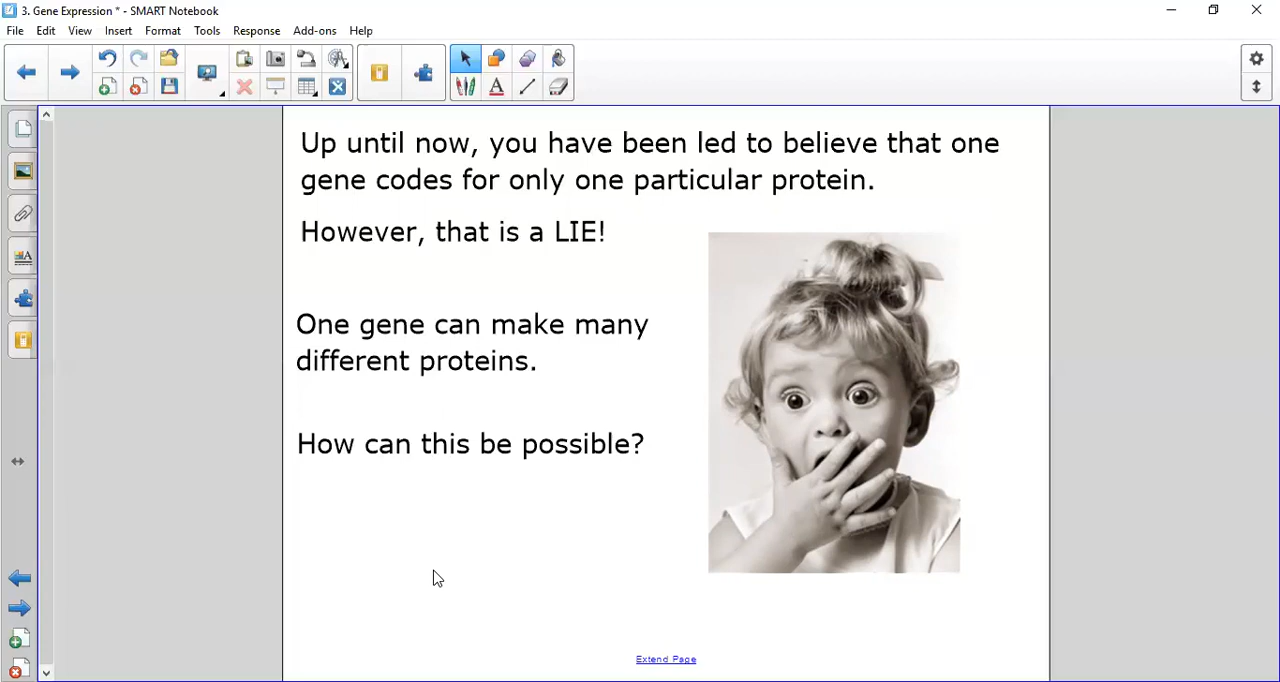 3. Gene Expression * - SMART Notebook
File Edit View Insert Format Tools Response Add-ons Help
Up until now, you have been led to believe that one
gene codes for only one particular protein.
However, that is a LIE!
One gene can make many
different proteins.
How can this be possible?
Extend Page